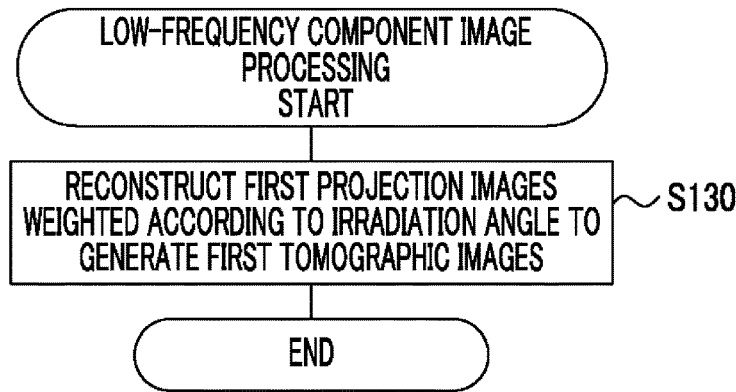 LOW-FREQUENCY COMPONENT IMAGE
PROCESSING
START
RECONSTRUCT FIRST PROJECTION IMAGES
WEIGHTED ACCORDING TO IRRADIATION ANGLE TO
GENERATE FIRST TOMOGRAPHIC IMAGES
S130
END